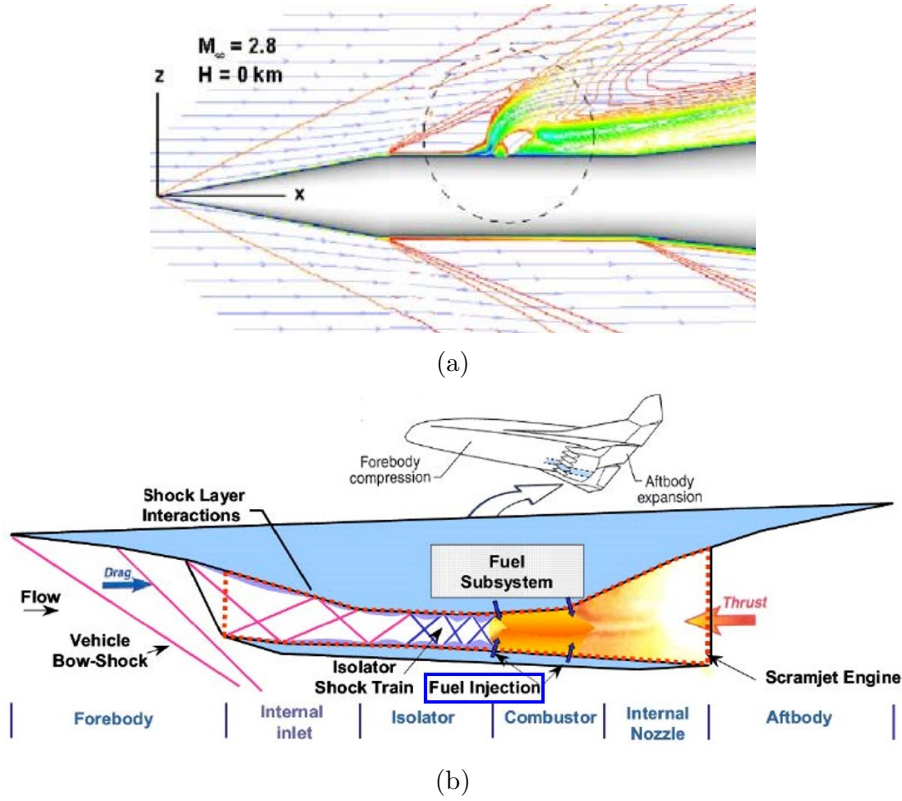 M∞ = 2.8
H = 0 km
z
x
(a)
Forebody
compression
Aftbody
expansion
Shock Layer
Interactions
Fuel
Subsystem
Drag
Flow
Thrust
Vehicle
Bow-Shock
Isolator
Shock Train
Fuel Injection
Scramjet Engine
Forebody
Internal
inlet
Isolator
Combustor
Internal
Nozzle
Aftbody
(b)